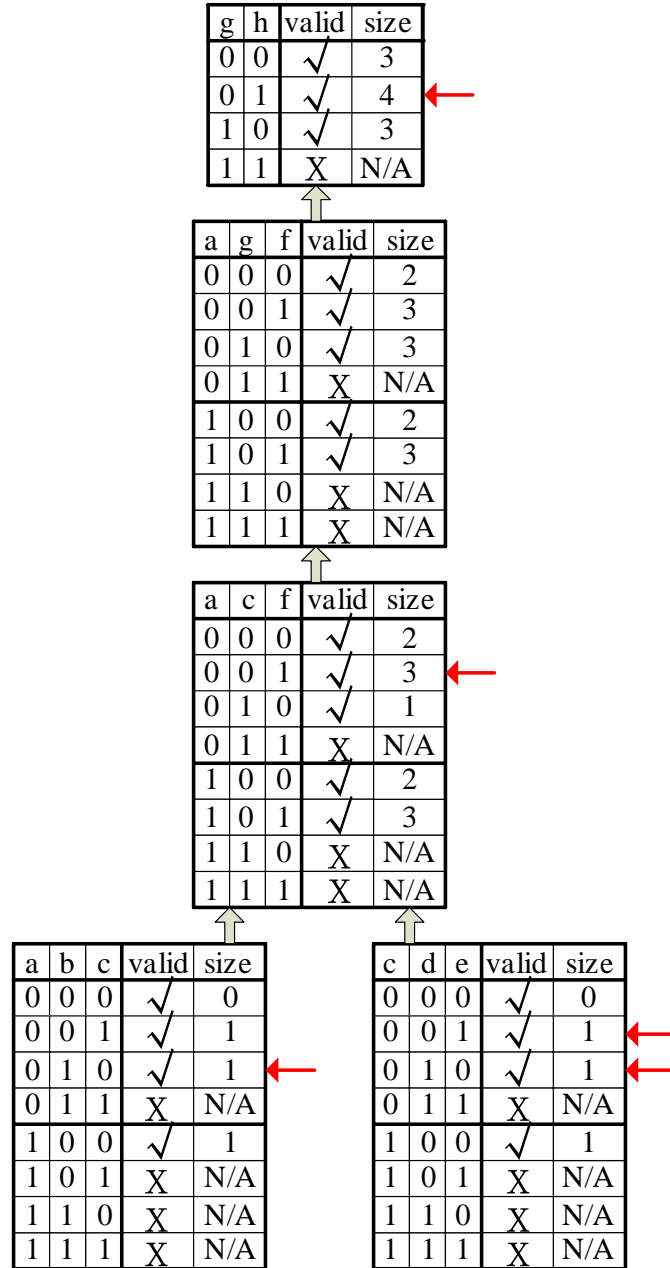 g h valid size
0 0 √ 3
0 1 √ 4
1 0 √ 3
1 1 X N/A
a g f valid size
0 0 0 √ 2
0 0 1 √ 3
0 1 0 √ 3
0 1 1 X N/A
1 0 0 √ 2
1 0 1 √ 3
1 1 0 X N/A
1 1 1 X N/A
a c f valid size
0 0 0 √ 2
0 0 1 √ 3
0 1 0 √ 1
0 1 1 X N/A
1 0 0 √ 2
1 0 1 √ 3
1 1 0 X N/A
1 1 1 X N/A
a b c valid size
0 0 0 √ 0
0 0 1 √ 1
0 1 0 √ 1
0 1 1 X N/A
1 0 0 √ 1
1 0 1 X N/A
1 1 0 X N/A
1 1 1 X N/A
c d e valid size
0 0 0 √ 0
0 0 1 √ 1
0 1 0 √ 1
0 1 1 X N/A
1 0 0 √ 1
1 0 1 X N/A
1 1 0 X N/A
1 1 1 X N/A